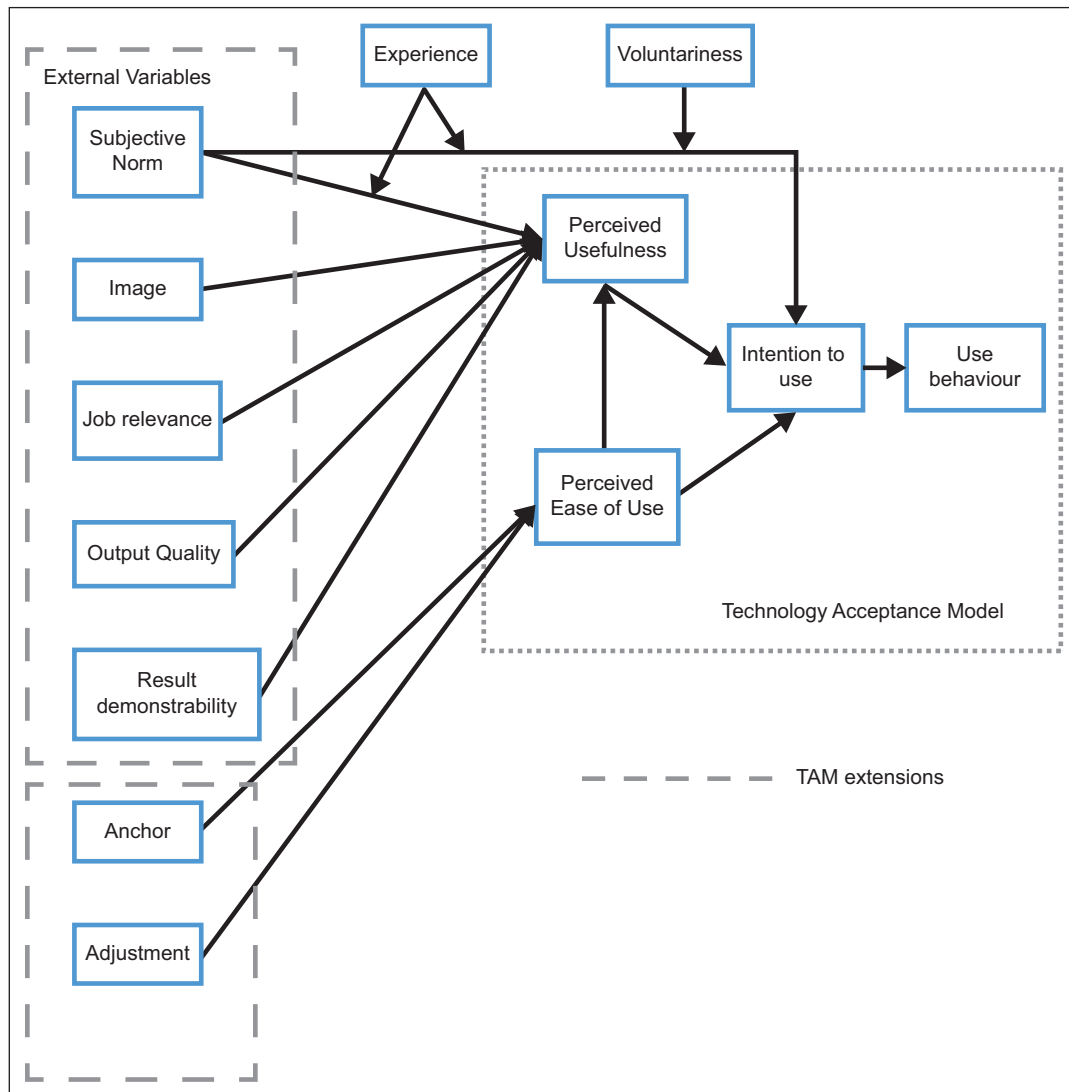 Experience
Voluntariness
External Variables
Subjective
Norm
Perceived
Usefulness
Image
Intention to
use
Use
behaviour
Job relevance
Perceived
Ease of Use
Output Quality
Technology Acceptance Model
Result
demonstrability
TAM extensions
Anchor
Adjustment